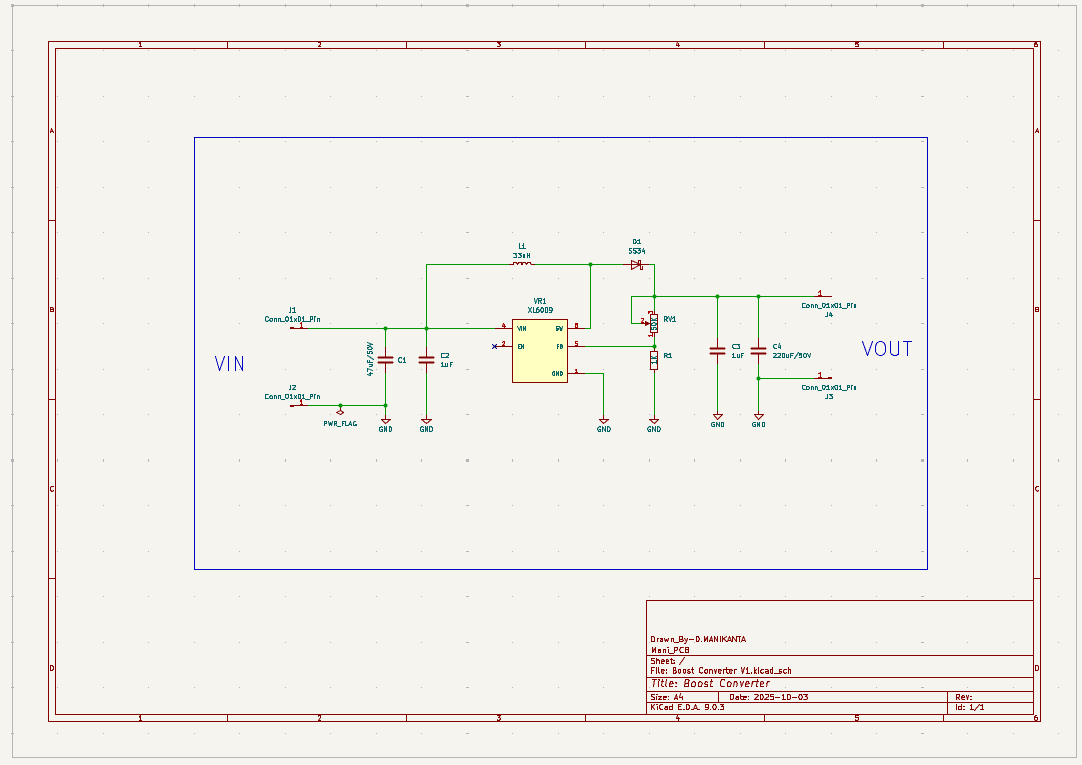 1 2 3 4 5 6
A A
L1
33uH
D1
SS34
VR1
XL6009
J1
Conn_01x01_Pin
1
1
Conn_01x01_Pin
J4
B B
4 VIN SW
2 EN FB 5
GND 1
2
1
RV1
50K
R1
1K
47uF/50V
C1
C2
1uF
C3
1uF
C4
220uF/50V
VIN
VOUT
J2
Conn_01x01_Pin
1
1
Conn_01x01_Pin
J3
PWR_FLAG
GND GND GND GND GND GND
C C
Drawn_By-D.MANIKANTA
Mani_PCB
Sheet: /
File: Boost Converter V1.kicad_sch
Title: Boost Converter
Size: A4 Date: 2025-10-03 Rev:
KiCad E.D.A. 9.0.3 Id: 1/1
D D
1 2 3 4 5 6